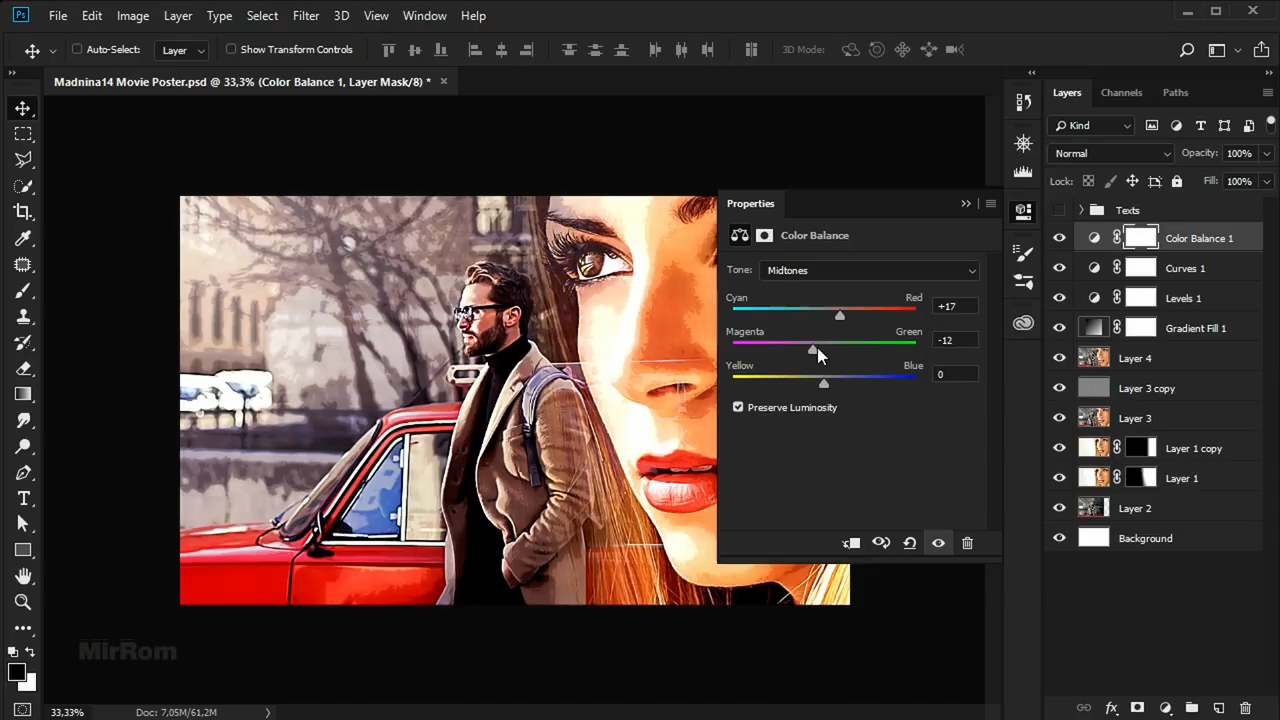 Ps File Edit Image Layer Type Select Filter 3D View Window Help
Auto-Select: Layer Show Transform Controls 3D Mode:
Madnina14 Movie Poster.psd @ 33,3% (Color Balance 1, Layer Mask/8) *
Properties
Color Balance
Tone: Midtones
Cyan Red +17
Magenta Green -12
Yellow Blue 0
Preserve Luminosity
Layers Channels Paths
Kind
Normal Opacity: 100%
Lock: Fill: 100%
Texts
Color Balance 1
Curves 1
Levels 1
Gradient Fill 1
Layer 4
Layer 3 copy
Layer 3
Layer 1 copy
Layer 1
Layer 2
Background
MirRom
33,33% Doc: 7,05M/61,2M